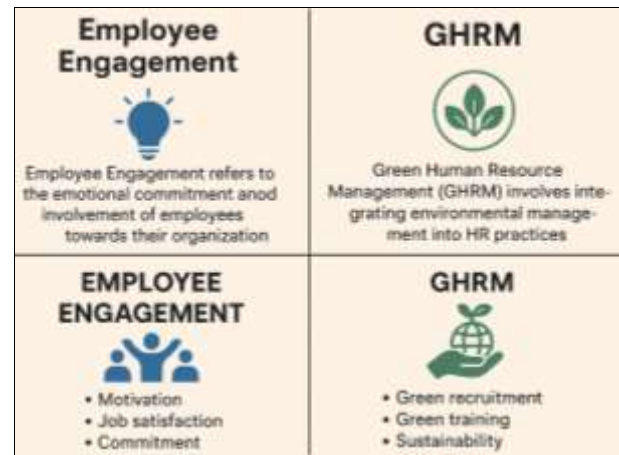 Employee
Engagement
Employee Engagement refers to
the emotional commitment anod
involvement of employees
towards their organization
GHRM
Green Human Resource
Management (GHRM) involves inte-
grating environmental manage-
ment into HR practices
EMPLOYEE
ENGAGEMENT
• Motivation
• Job satisfaction
• Commitment
GHRM
• Green recruitment
• Green training
• Sustainability